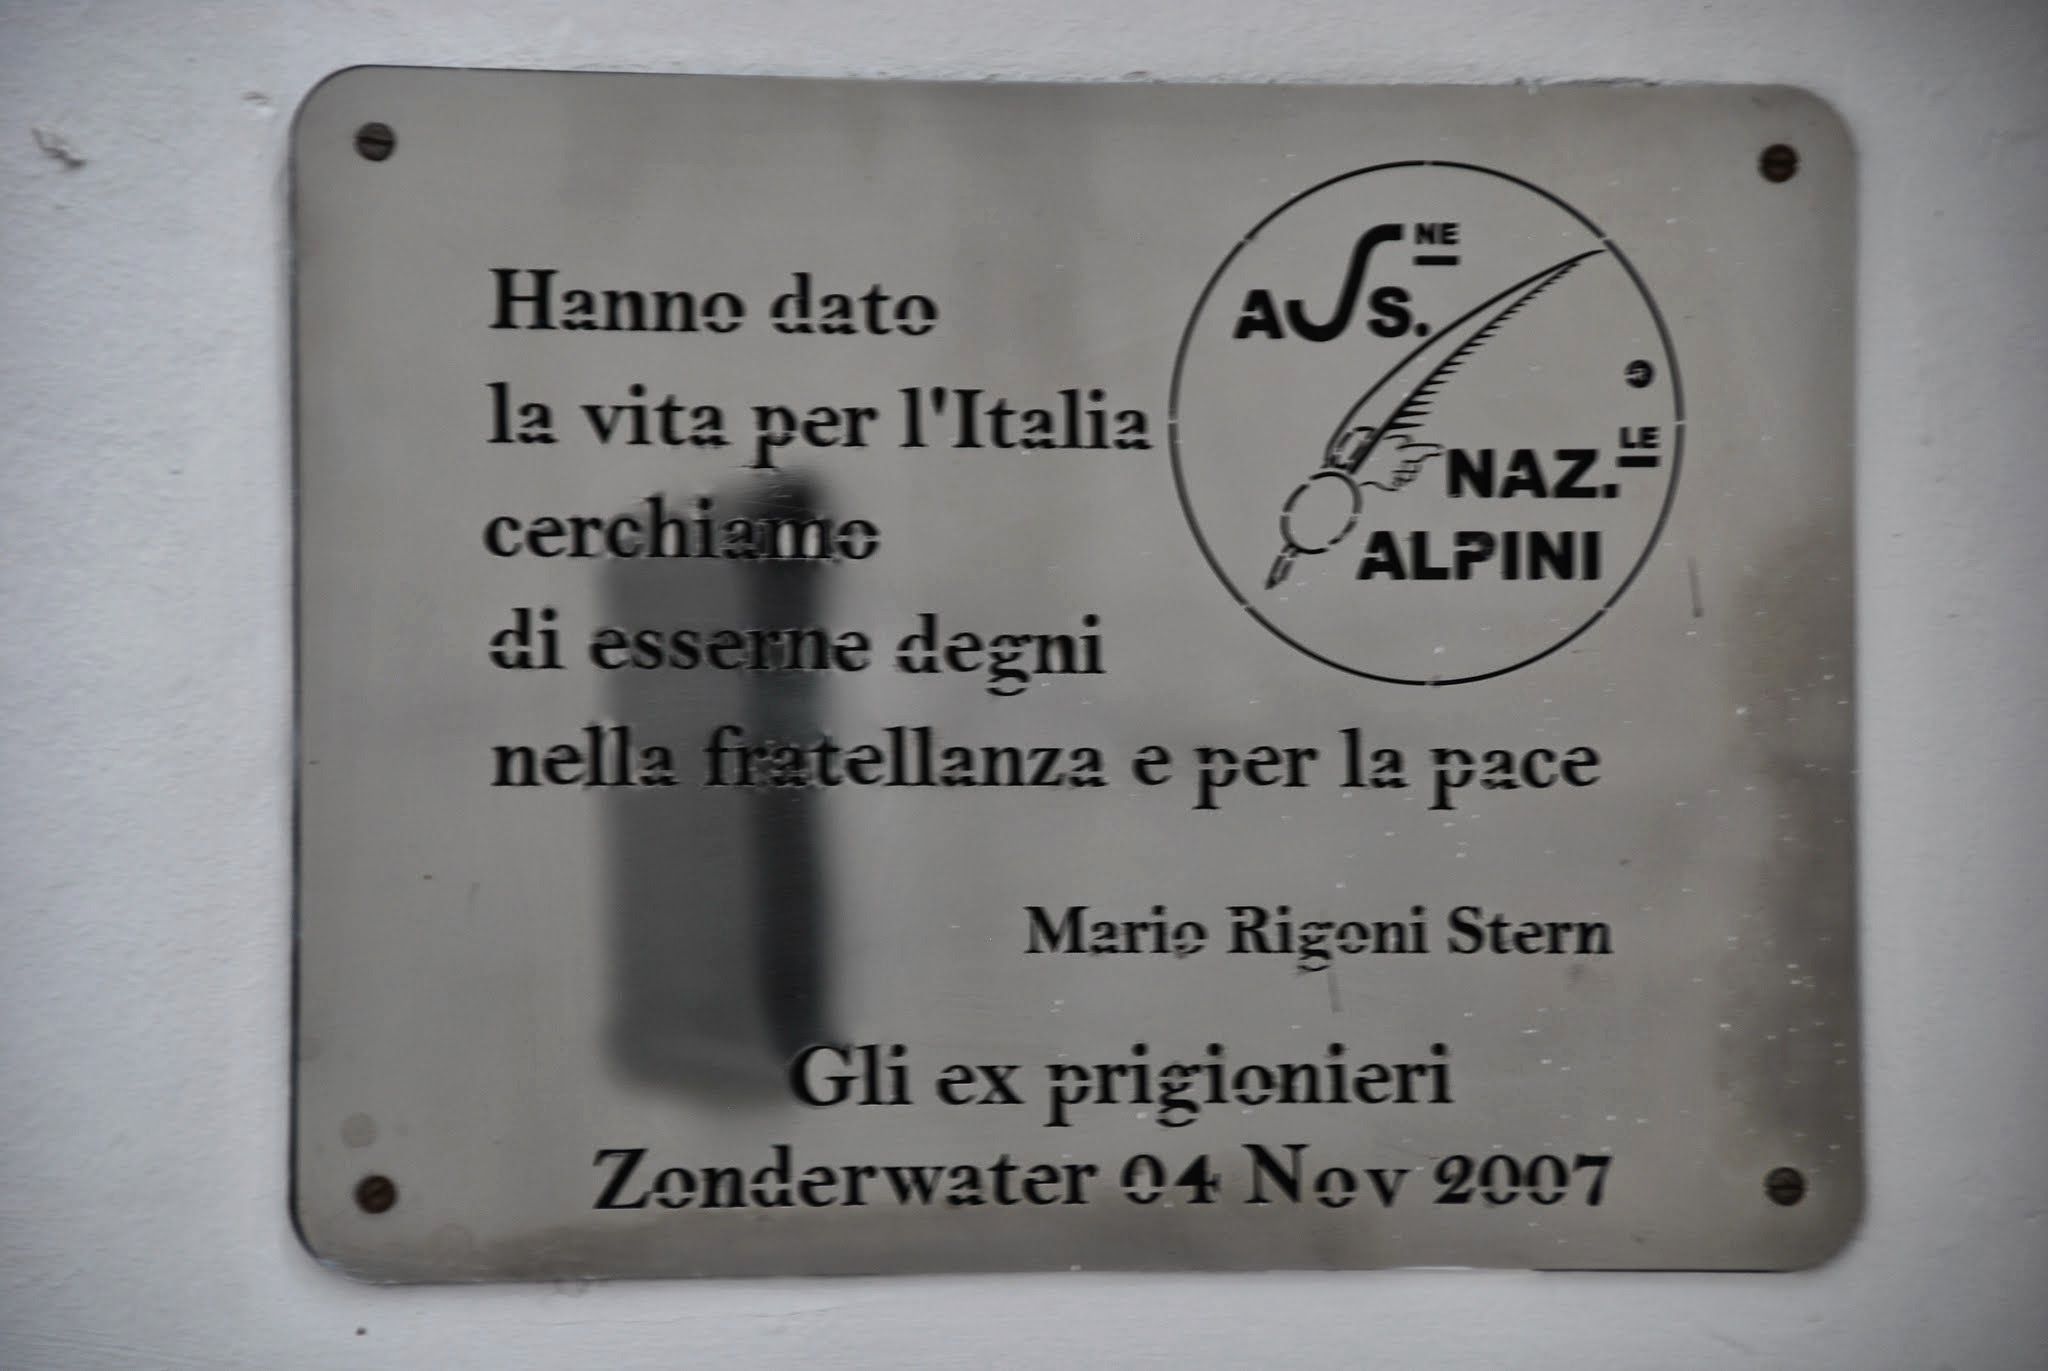 Hanno dato
la vita per l'Italia
cerchiamo
di esserne degni
nella fratellanza e per la pace
Mario Rigoni Stern
Gli ex prigionieri
Zonderwater 04 Nov 2007
ASS.NE
NAZ.LE
ALPINI